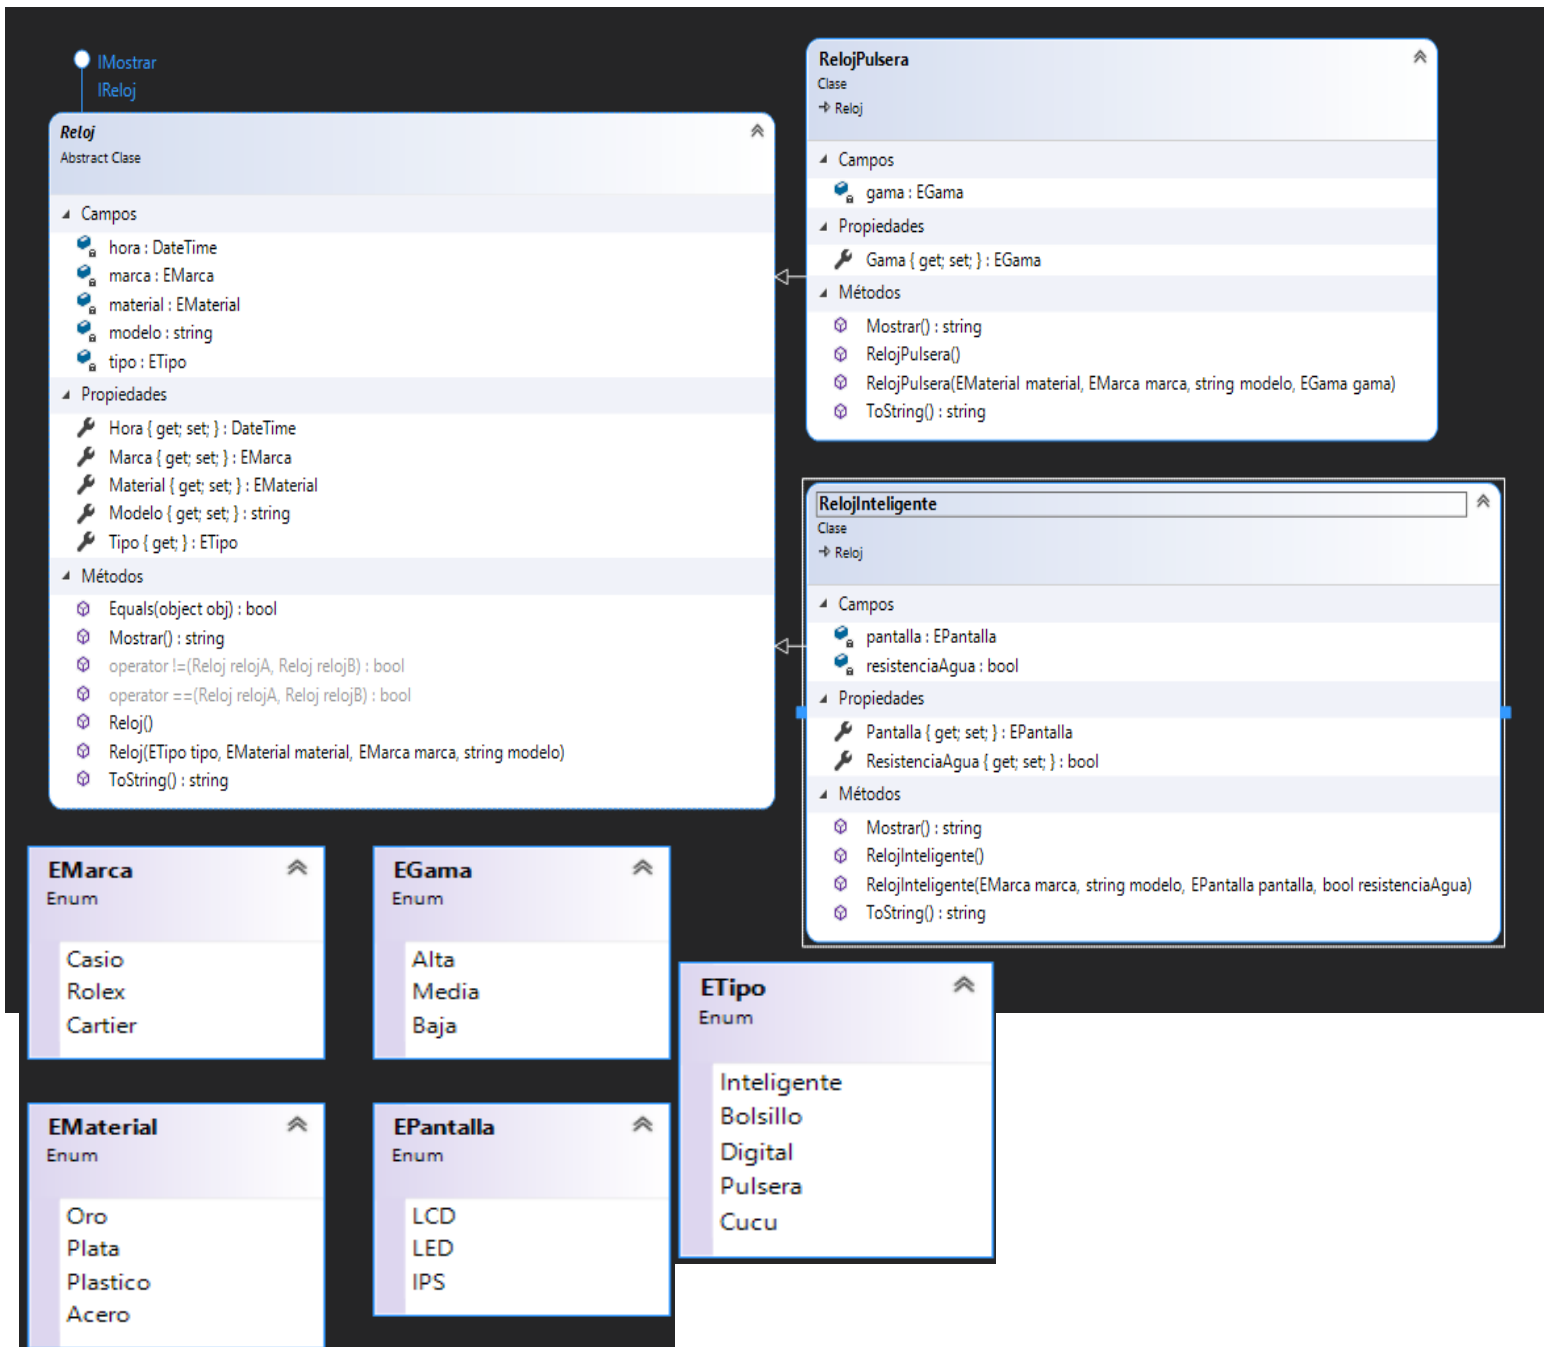 IMostrar
IReloj
Reloj
Abstract Clase
Campos
hora : DateTime
marca : EMarca
material : EMaterial
modelo : string
tipo : ETipo
Propiedades
Hora { get; set; } : DateTime
Marca { get; set; } : EMarca
Material { get; set; } : EMaterial
Modelo { get; set; } : string
Tipo { get; } : ETipo
Métodos
Equals(object obj) : bool
Mostrar() : string
operator !=(Reloj relojA, Reloj relojB) : bool
operator ==(Reloj relojA, Reloj relojB) : bool
Reloj()
Reloj(ETipo tipo, EMaterial material, EMarca marca, string modelo)
ToString() : string
RelojPulsera
Clase
Reloj
Campos
gama : EGama
Propiedades
Gama { get; set; } : EGama
Métodos
Mostrar() : string
RelojPulsera()
RelojPulsera(EMaterial material, EMarca marca, string modelo, EGama gama)
ToString() : string
RelojInteligente
Clase
Reloj
Campos
pantalla : EPantalla
resistenciaAgua : bool
Propiedades
Pantalla { get; set; } : EPantalla
ResistenciaAgua { get; set; } : bool
Métodos
Mostrar() : string
RelojInteligente()
RelojInteligente(EMarca marca, string modelo, EPantalla pantalla, bool resistenciaAgua)
ToString() : string
EMarca
Enum
Casio
Rolex
Cartier
EGama
Enum
Alta
Media
Baja
ETipo
Enum
Inteligente
Bolsillo
Digital
Pulsera
Cucu
EMaterial
Enum
Oro
Plata
Plastico
Acero
EPantalla
Enum
LCD
LED
IPS